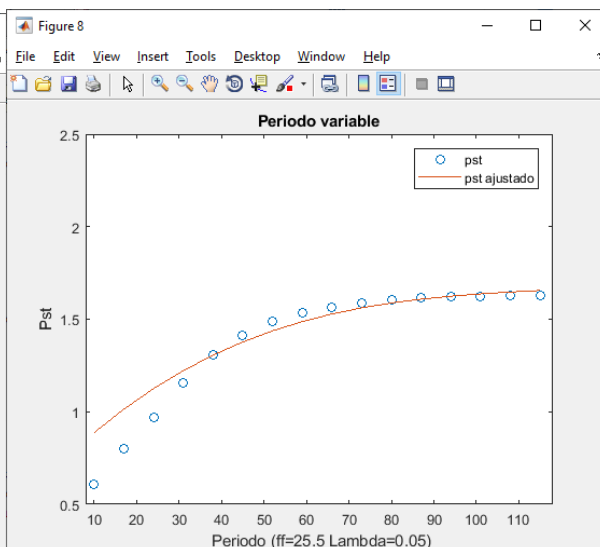 Figure 8
File Edit View Insert Tools Desktop Window Help
Periodo variable
pst
pst ajustado
2.5
2
1.5
1
0.5
Pst
10 20 30 40 50 60 70 80 90 100 110
Periodo (ff=25.5 Lambda=0.05)